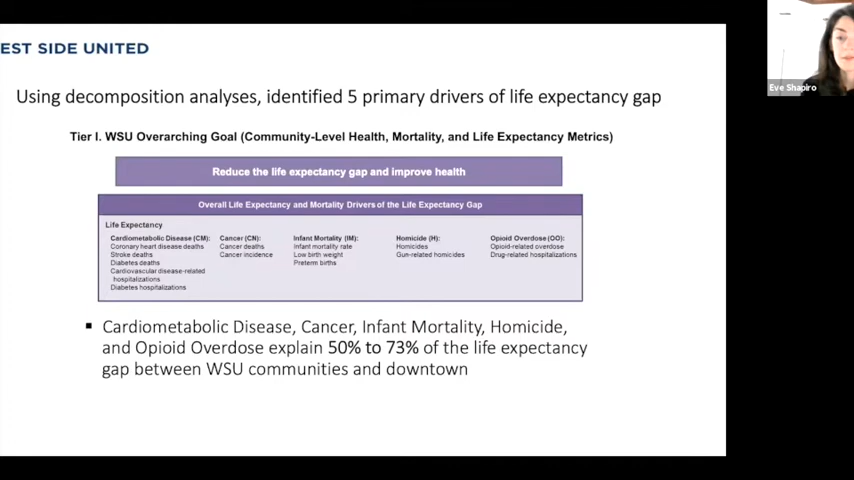 EST SIDE UNITED
Eve Shapiro
Using decomposition analyses, identified 5 primary drivers of life expectancy gap
Tier I. WSU Overarching Goal (Community-Level Health, Mortality, and Life Expectancy Metrics)
Reduce the life expectancy gap and improve health
Overall Life Expectancy and Mortality Drivers of the Life Expectancy Gap
Life Expectancy
Cardiometabolic Disease (CM):
Coronary heart disease deaths
Stroke deaths
Diabetes deaths
Cardiovascular disease-related
hospitalizations
Diabetes hospitalizations
Cancer (CN):
Cancer deaths
Cancer incidence
Infant Mortality (IM):
Infant mortality rate
Low birth weight
Preterm births
Homicide (H):
Homicides
Gun-related homicides
Opioid Overdose (OO):
Opioid-related overdose
Drug-related hospitalizations
▪ Cardiometabolic Disease, Cancer, Infant Mortality, Homicide,
and Opioid Overdose explain 50% to 73% of the life expectancy
gap between WSU communities and downtown